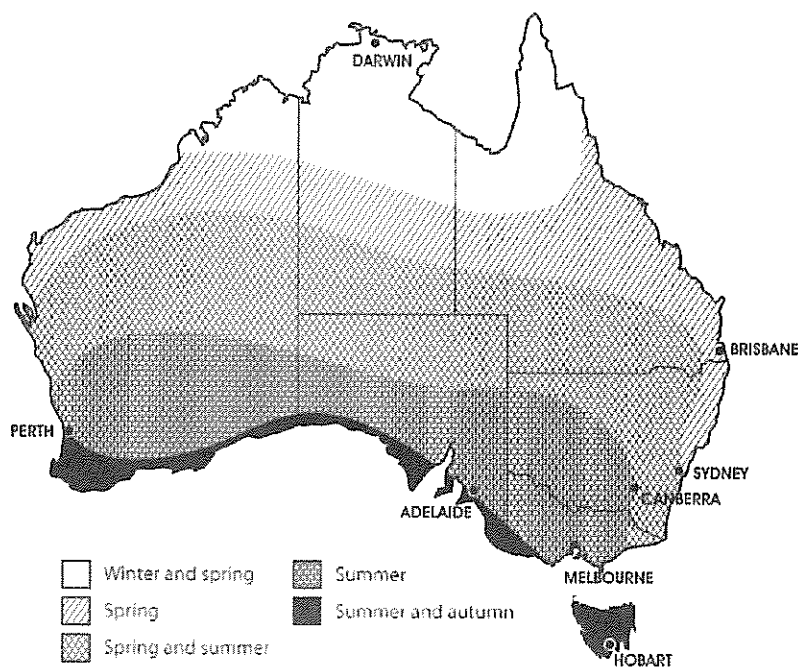 DARWIN
BRISBANE
PERTH
SYDNEY
CANBERRA
ADELAIDE
MELBOURNE
Winter and spring
Summer
Spring
Summer and autumn
Spring and summer
HOBART